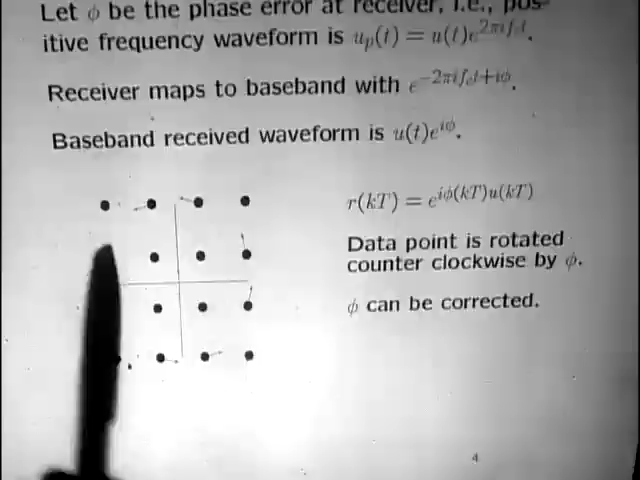 Let ϕ be the phase error at receiver, i.e., pos-
itive frequency waveform is u_p(t) = u(t)e^{2πif_ct}.
Receiver maps to baseband with e^{−2πif_ct+iϕ}.
Baseband received waveform is u(t)e^{iϕ}.
r(kT) = e^{iϕ(kT)}u(kT)
Data point is rotated
counter clockwise by ϕ.
ϕ can be corrected.
4